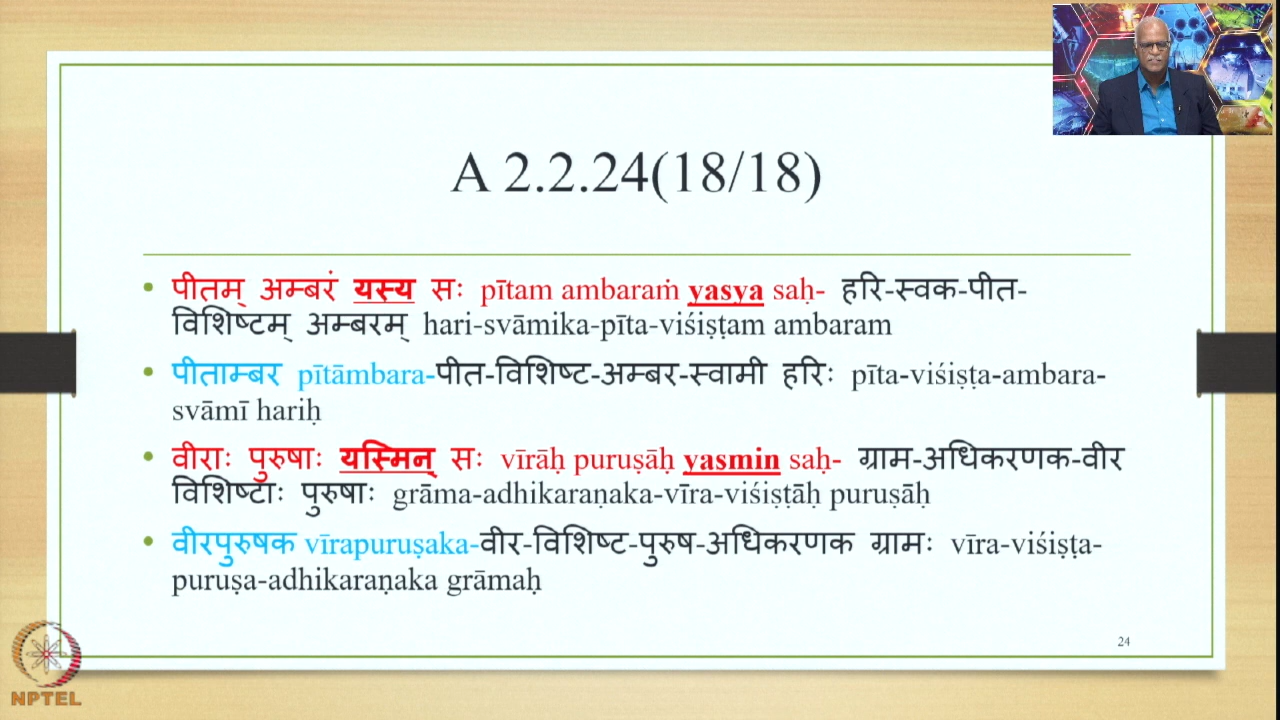 A 2.2.24(18/18)
• पीतम् अम्बरं यस्य सः pītam ambaraṁ yasya saḥ- हरि-स्वक-पीत-
विशिष्टम् अम्बरम् hari-svāmika-pīta-viśiṣṭam ambaram
• पीताम्बर pītāmbara-पीत-विशिष्ट-अम्बर-स्वामी हरिः pīta-viśiṣṭa-ambara-
svāmī hariḥ
• वीराः पुरुषाः यस्मिन् सः vīrāḥ puruṣāḥ yasmin saḥ- ग्राम-अधिकरणक-वीर
विशिष्टाः पुरुषाः grāma-adhikaraṇaka-vīra-viśiṣṭāḥ puruṣāḥ
• वीरपुरुषक vīrapuruṣaka-वीर-विशिष्ट-पुरुष-अधिकरणक ग्रामः vīra-viśiṣṭa-
puruṣa-adhikaraṇaka grāmaḥ
24
NPTEL